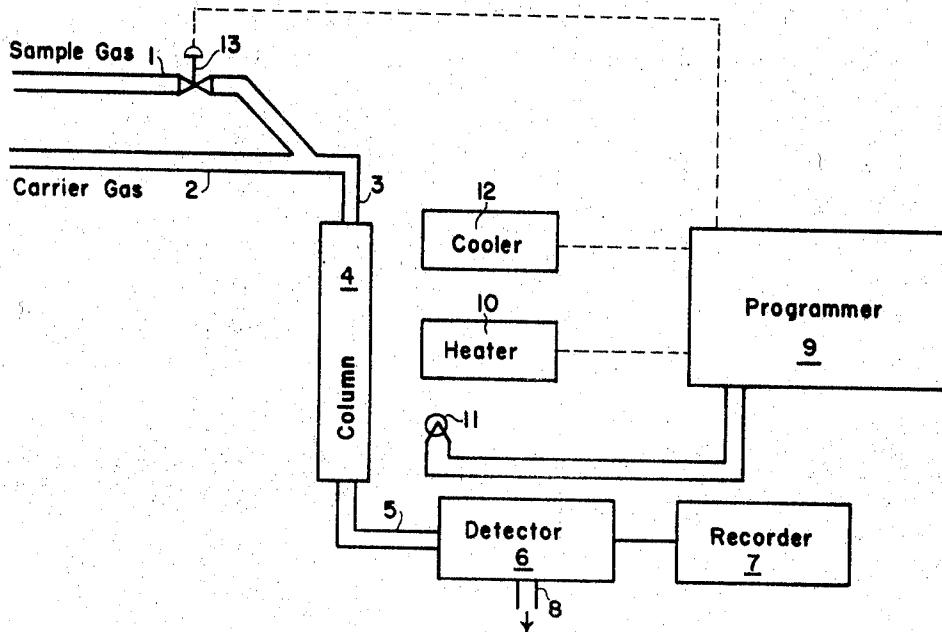 13
Sample Gas
1
Carrier Gas
2
3
12
Cooler
4
Column
10
Heater
Programmer
9
11
5
Detector
6
Recorder
7
8